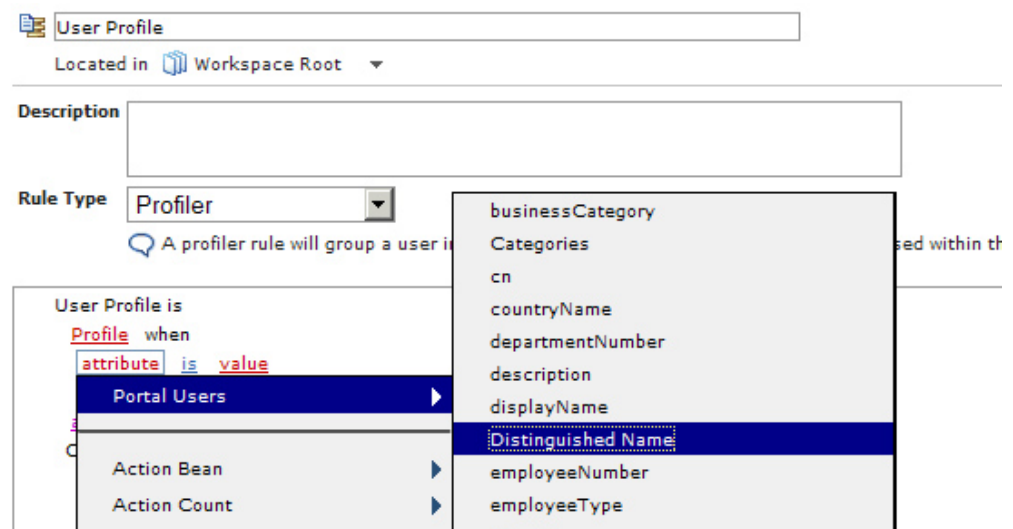 User Profile
Located in Workspace Root
Description
Rule Type Profiler
A profiler rule will group a user i
sed within th
User Profile is
Profile when
attribute is value
Portal Users
Action Bean
Action Count
businessCategory
Categories
cn
countryName
departmentNumber
description
displayName
Distinguished Name
employeeNumber
employeeType